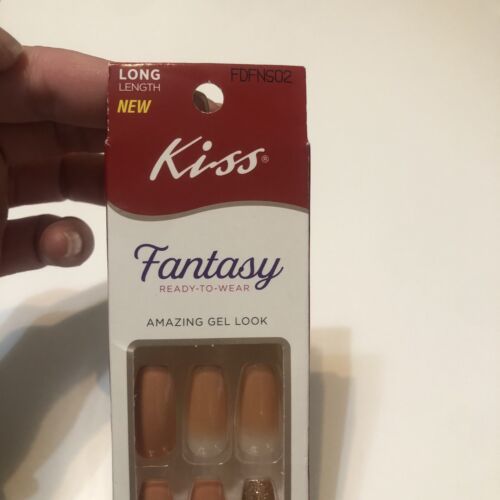 LONG
LENGTH
NEW
FDFNS02
Kiss®
Fantasy
READY-TO-WEAR
AMAZING GEL LOOK